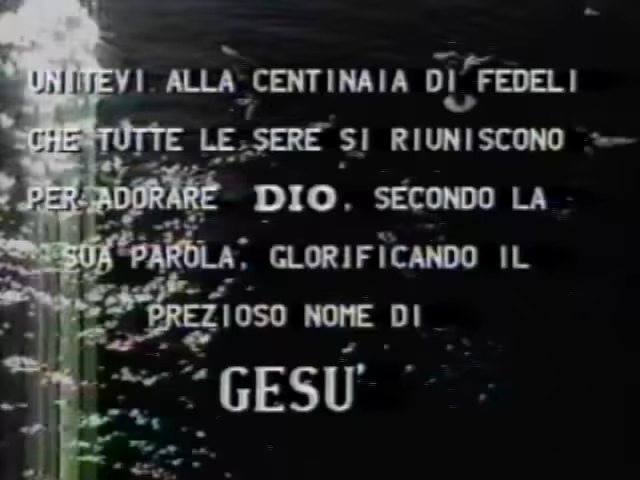 UNITEVI ALLA CENTINAIA DI FEDELI
CHE TUTTE LE SERE SI RIUNISCONO
PER ADORARE DIO, SECONDO LA
SUA PAROLA, GLORIFICANDO IL
PREZIOSO NOME DI
GESU'